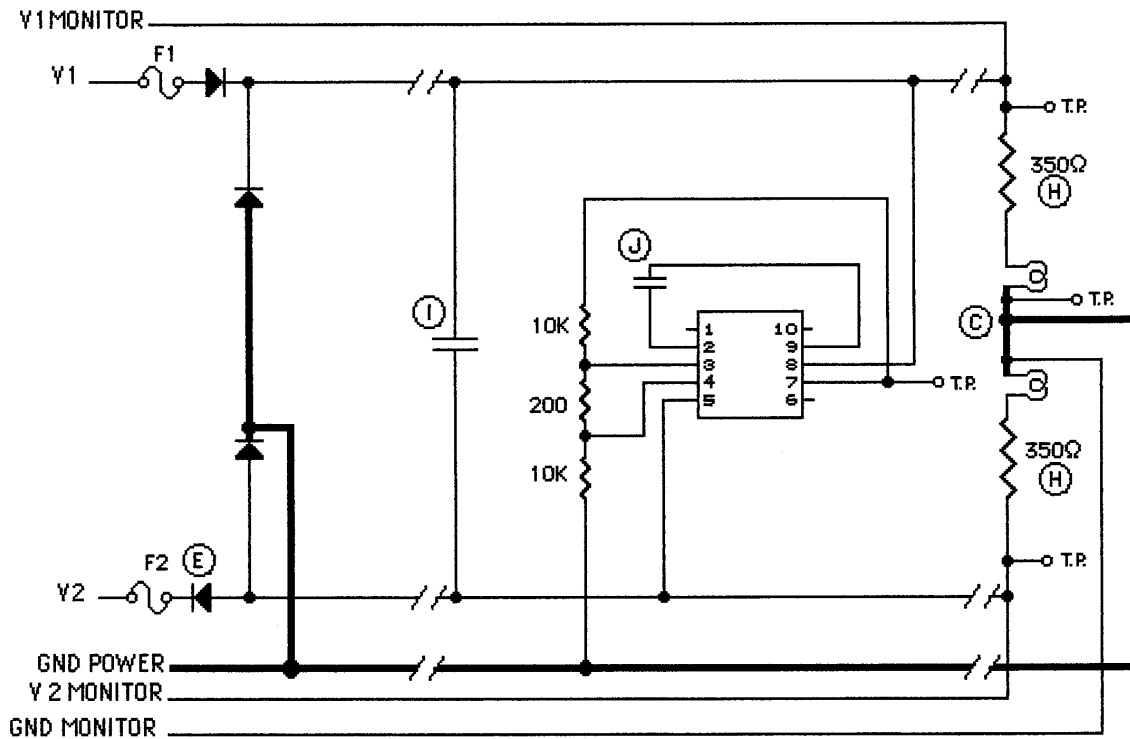 V1 MONITOR
F1
V1
T.P.
350Ω
H
J
T.P.
I
10K
1 10
2 9
3 8
4 7
5 6
C
T.P.
200
10K
350Ω
H
F2 E
T.P.
V2
GND POWER
V 2 MONITOR
GND MONITOR